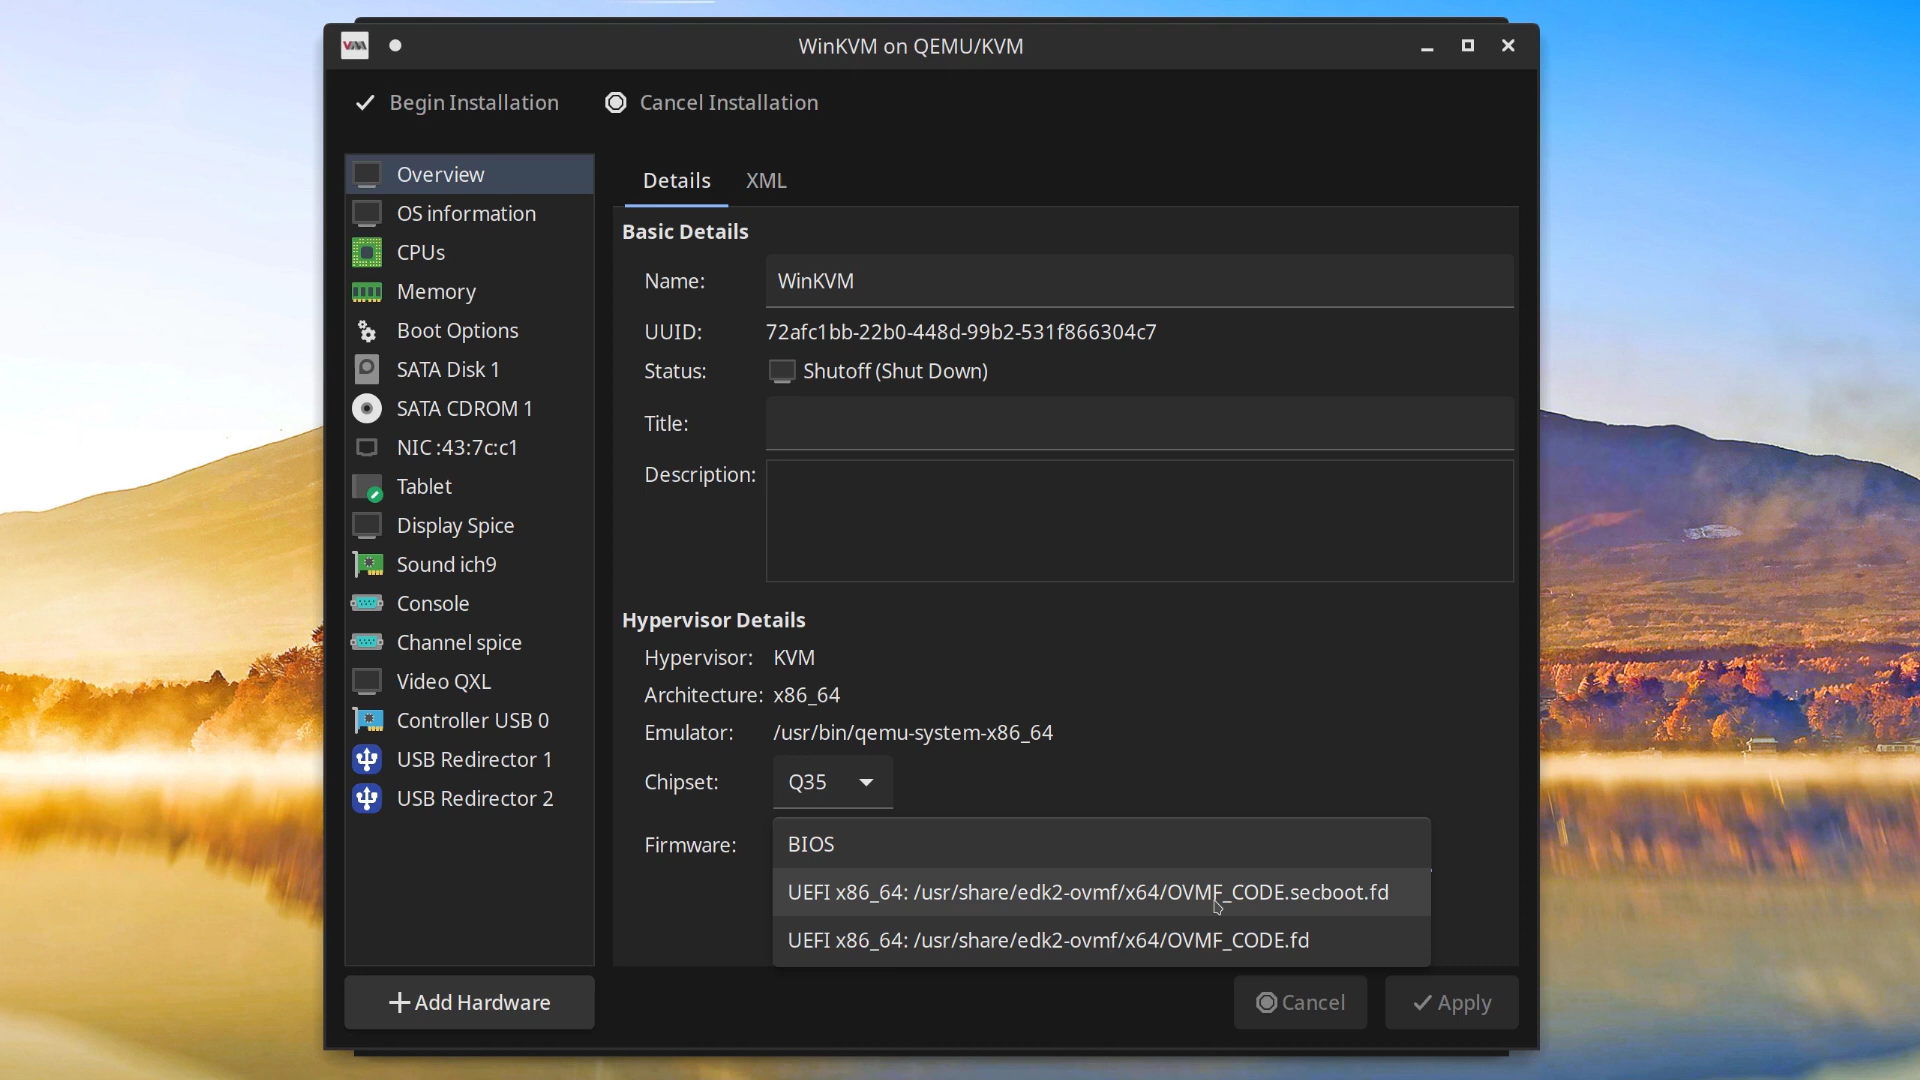 WinKVM on QEMU/KVM
Begin Installation
Cancel Installation
Overview
OS information
CPUs
Memory
Boot Options
SATA Disk 1
SATA CDROM 1
NIC :43:7c:c1
Tablet
Display Spice
Sound ich9
Console
Channel spice
Video QXL
Controller USB 0
USB Redirector 1
USB Redirector 2
Add Hardware
Details XML
Basic Details
Name: WinKVM
UUID: 72afc1bb-22b0-448d-99b2-531f866304c7
Status: Shutoff (Shut Down)
Title:
Description:
Hypervisor Details
Hypervisor: KVM
Architecture: x86_64
Emulator: /usr/bin/qemu-system-x86_64
Chipset: Q35
Firmware: BIOS
UEFI x86_64: /usr/share/edk2-ovmf/x64/OVMF_CODE.secboot.fd
UEFI x86_64: /usr/share/edk2-ovmf/x64/OVMF_CODE.fd
Cancel Apply